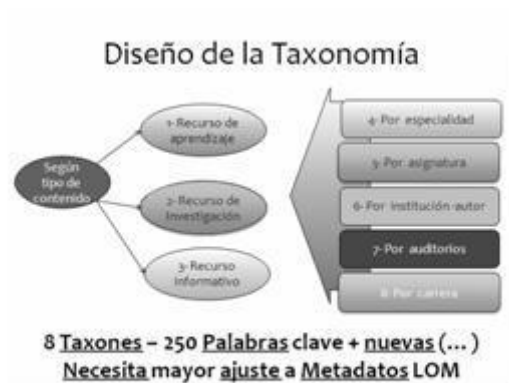 Diseño de la Taxonomía
Según
tipo de
contenido
1- Recurso de
aprendizaje
2- Recurso de
Investigación
3- Recurso
Informativo
4- Por especialidad
5- Por asignatura
6- Por institución-autor
7- Por auditorios
8- Por carrera
8 Taxones – 250 Palabras clave + nuevas (... )
Necesita mayor ajuste a Metadatos LOM